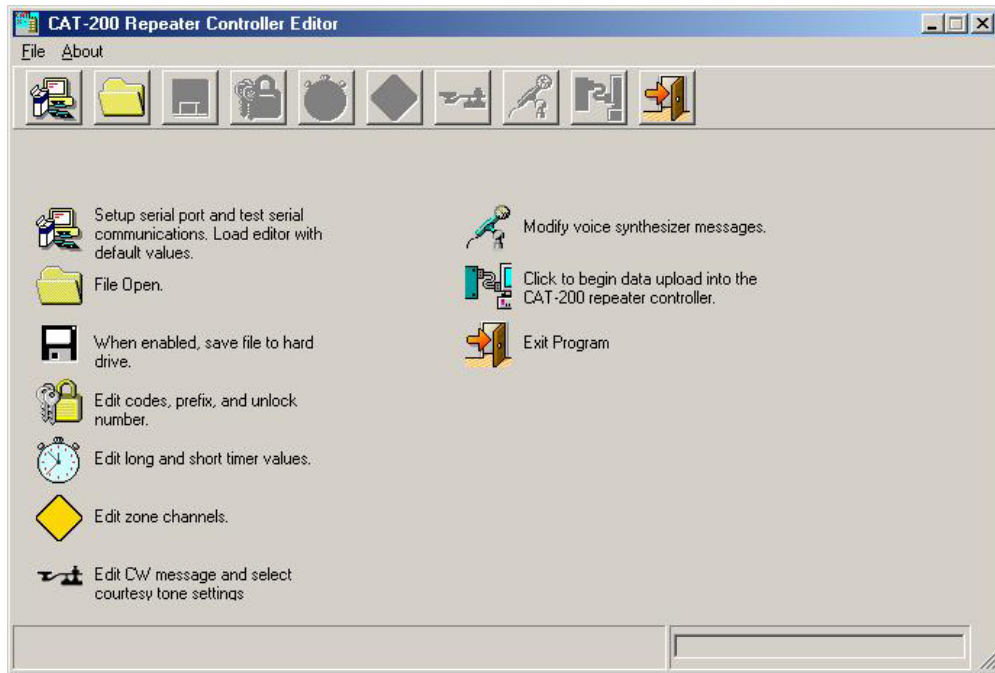 CAT-200 Repeater Controller Editor
File About
Setup serial port and test serial
communications. Load editor with
default values.
File Open.
When enabled, save file to hard
drive.
Edit codes, prefix, and unlock
number.
Edit long and short timer values.
Edit zone channels.
Edit CW message and select
courtesy tone settings
Modify voice synthesizer messages.
Click to begin data upload into the
CAT-200 repeater controller.
Exit Program